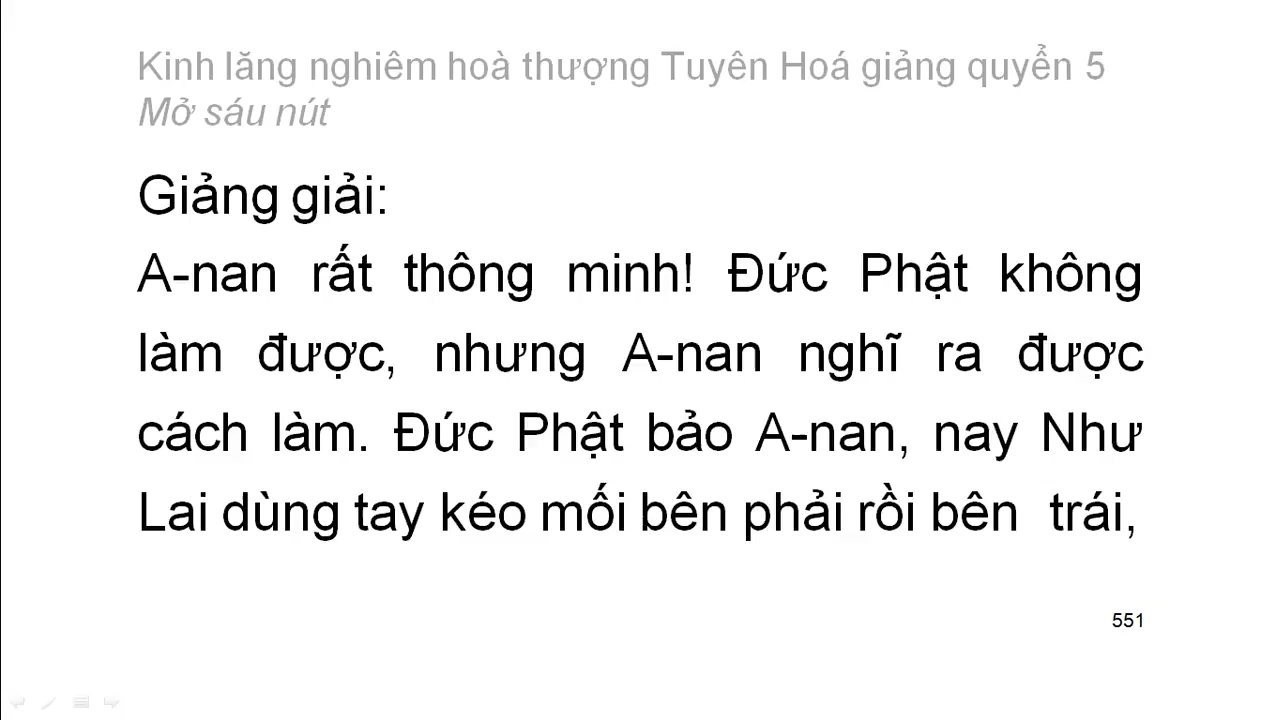 Kinh lăng nghiêm hoà thượng Tuyên Hoá giảng quyển 5
Mở sáu nút
Giảng giải:
A-nan rất thông minh! Đức Phật không
làm được, nhưng A-nan nghĩ ra được
cách làm. Đức Phật bảo A-nan, nay Như
Lai dùng tay kéo mối bên phải rồi bên trái,
551